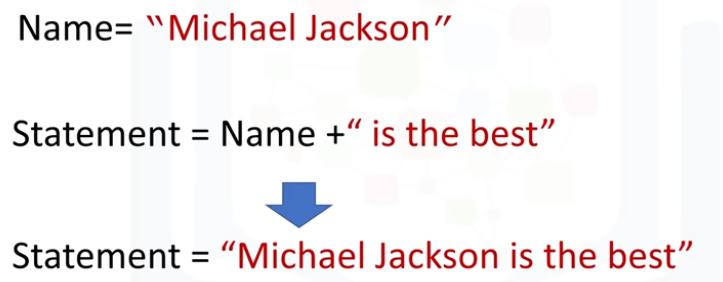 Name= “Michael Jackson”
Statement = Name +“ is the best”
Statement = “Michael Jackson is the best”